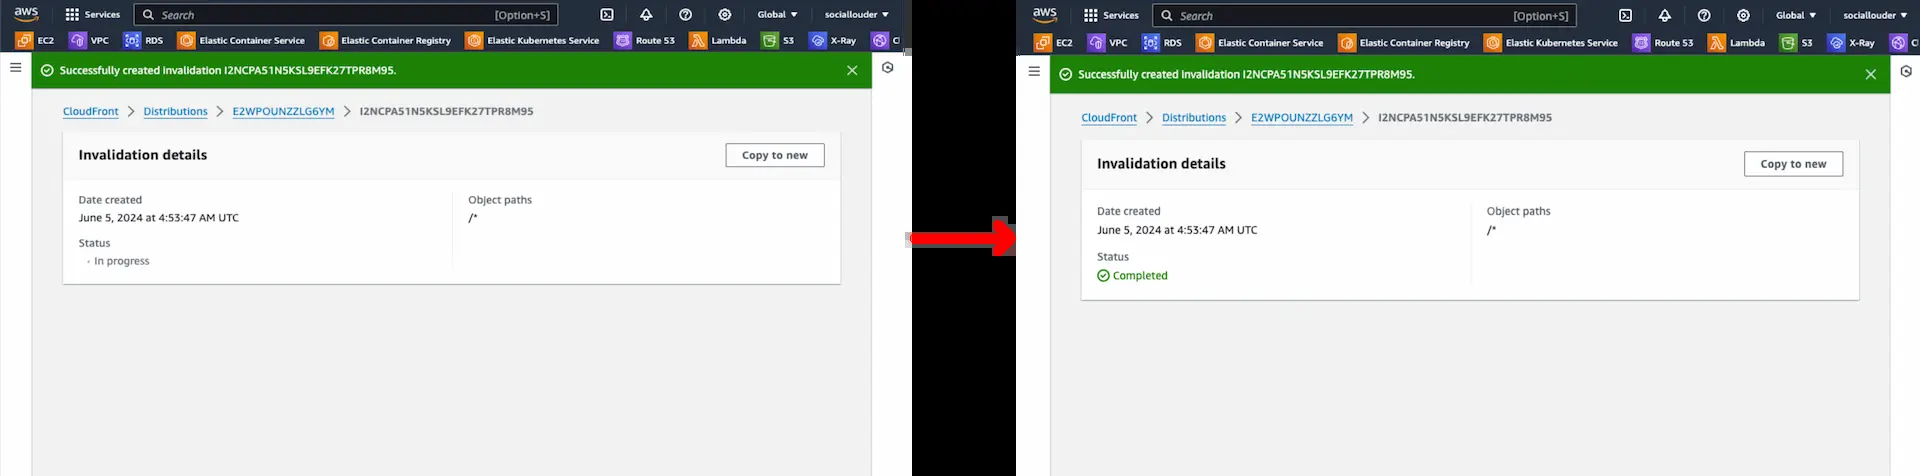 aws Services Search [Option+S] Global sociallouder
EC2 VPC RDS Elastic Container Service Elastic Container Registry Elastic Kubernetes Service Route 53 Lambda S3 X-Ray
Successfully created invalidation I2NCPA51N5KSL9EFK27TPR8M95.
CloudFront Distributions E2WPOUNZZLG6YM I2NCPA51N5KSL9EFK27TPR8M95
Invalidation details Copy to new
Date created Object paths
June 5, 2024 at 4:53:47 AM UTC /*
Status
In progress
aws Services Search [Option+S] Global sociallouder
EC2 VPC RDS Elastic Container Service Elastic Container Registry Elastic Kubernetes Service Route 53 Lambda S3 X-Ray
Successfully created invalidation I2NCPA51N5KSL9EFK27TPR8M95.
CloudFront Distributions E2WPOUNZZLG6YM I2NCPA51N5KSL9EFK27TPR8M95
Invalidation details Copy to new
Date created Object paths
June 5, 2024 at 4:53:47 AM UTC /*
Status
Completed